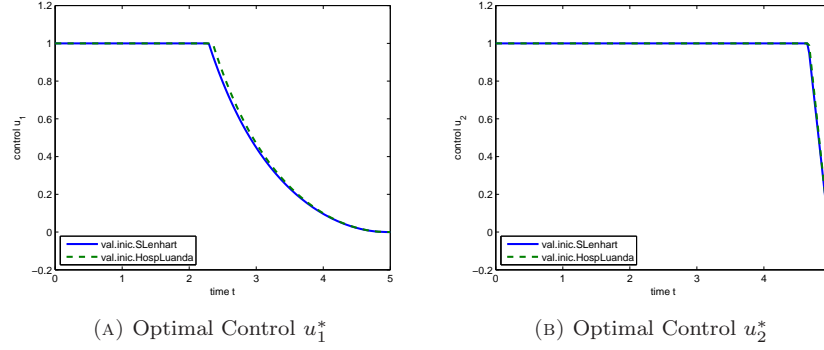 1.2
1
0.8
0.6
0.4
0.2
0
−0.2
control u1
val.inic.SLenhart
val.inic.HospLuanda
0 1 2 3 4 5
time t
(A) Optimal Control u1*
1.2
1
0.8
0.6
0.4
0.2
0
−0.2
control u2
val.inic.SLenhart
val.inic.HospLuanda
0 1 2 3 4
time t
(B) Optimal Control u2*